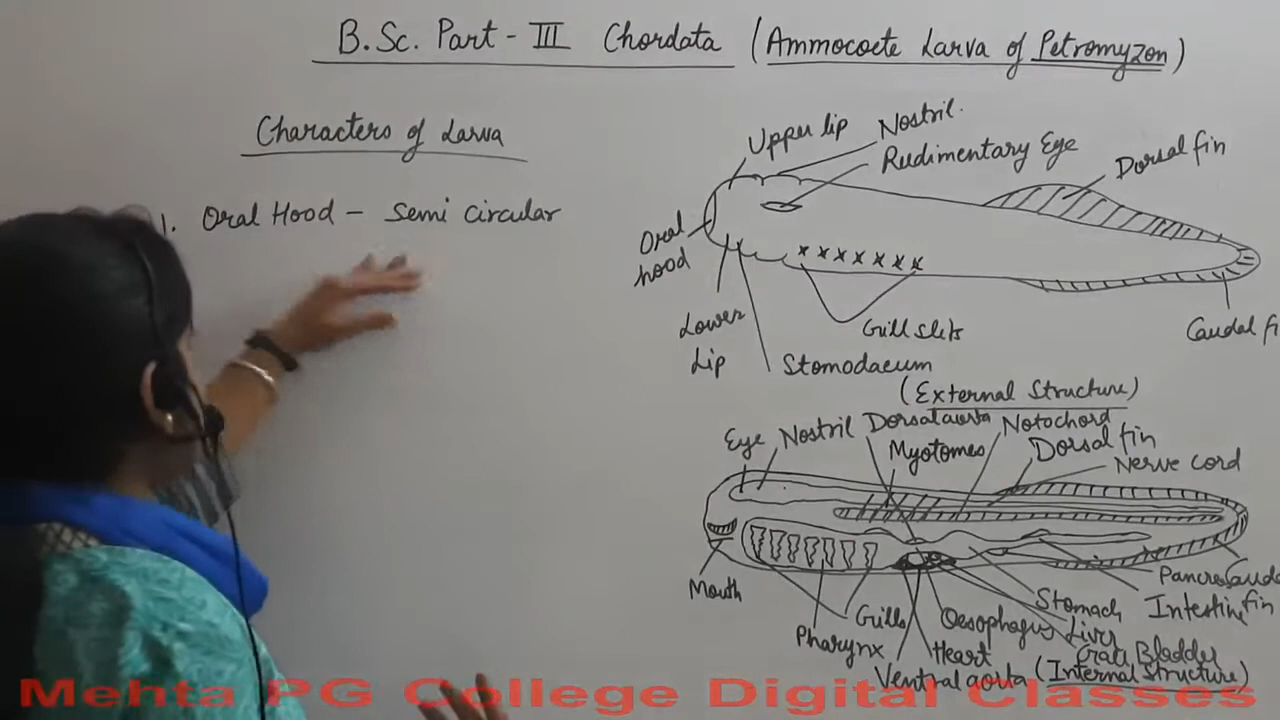 B.Sc. Part - III Chordata (Ammocoete Larva of Petromyzon)
Characters of Larva
1. Oral Hood - Semi Circular
Upper lip
Nostril.
Rudimentary Eye
Dorsal fin
Oral
hood
Lower
Lip
Grill slits
Stomodaeum
Caudal fi
(External Structure)
Eye
Nostril
Dorsal aorta
Myotomes
Notochord
Dorsal fin
Nerve cord
Mouth
Pharynx
Grills
Ventral aorta
Heart
Oesophagus
Stomach
Liver
Gall Bladder
Intestine
Caudal
fin
(Internal Structure)
Mehta PG College Digital Classes